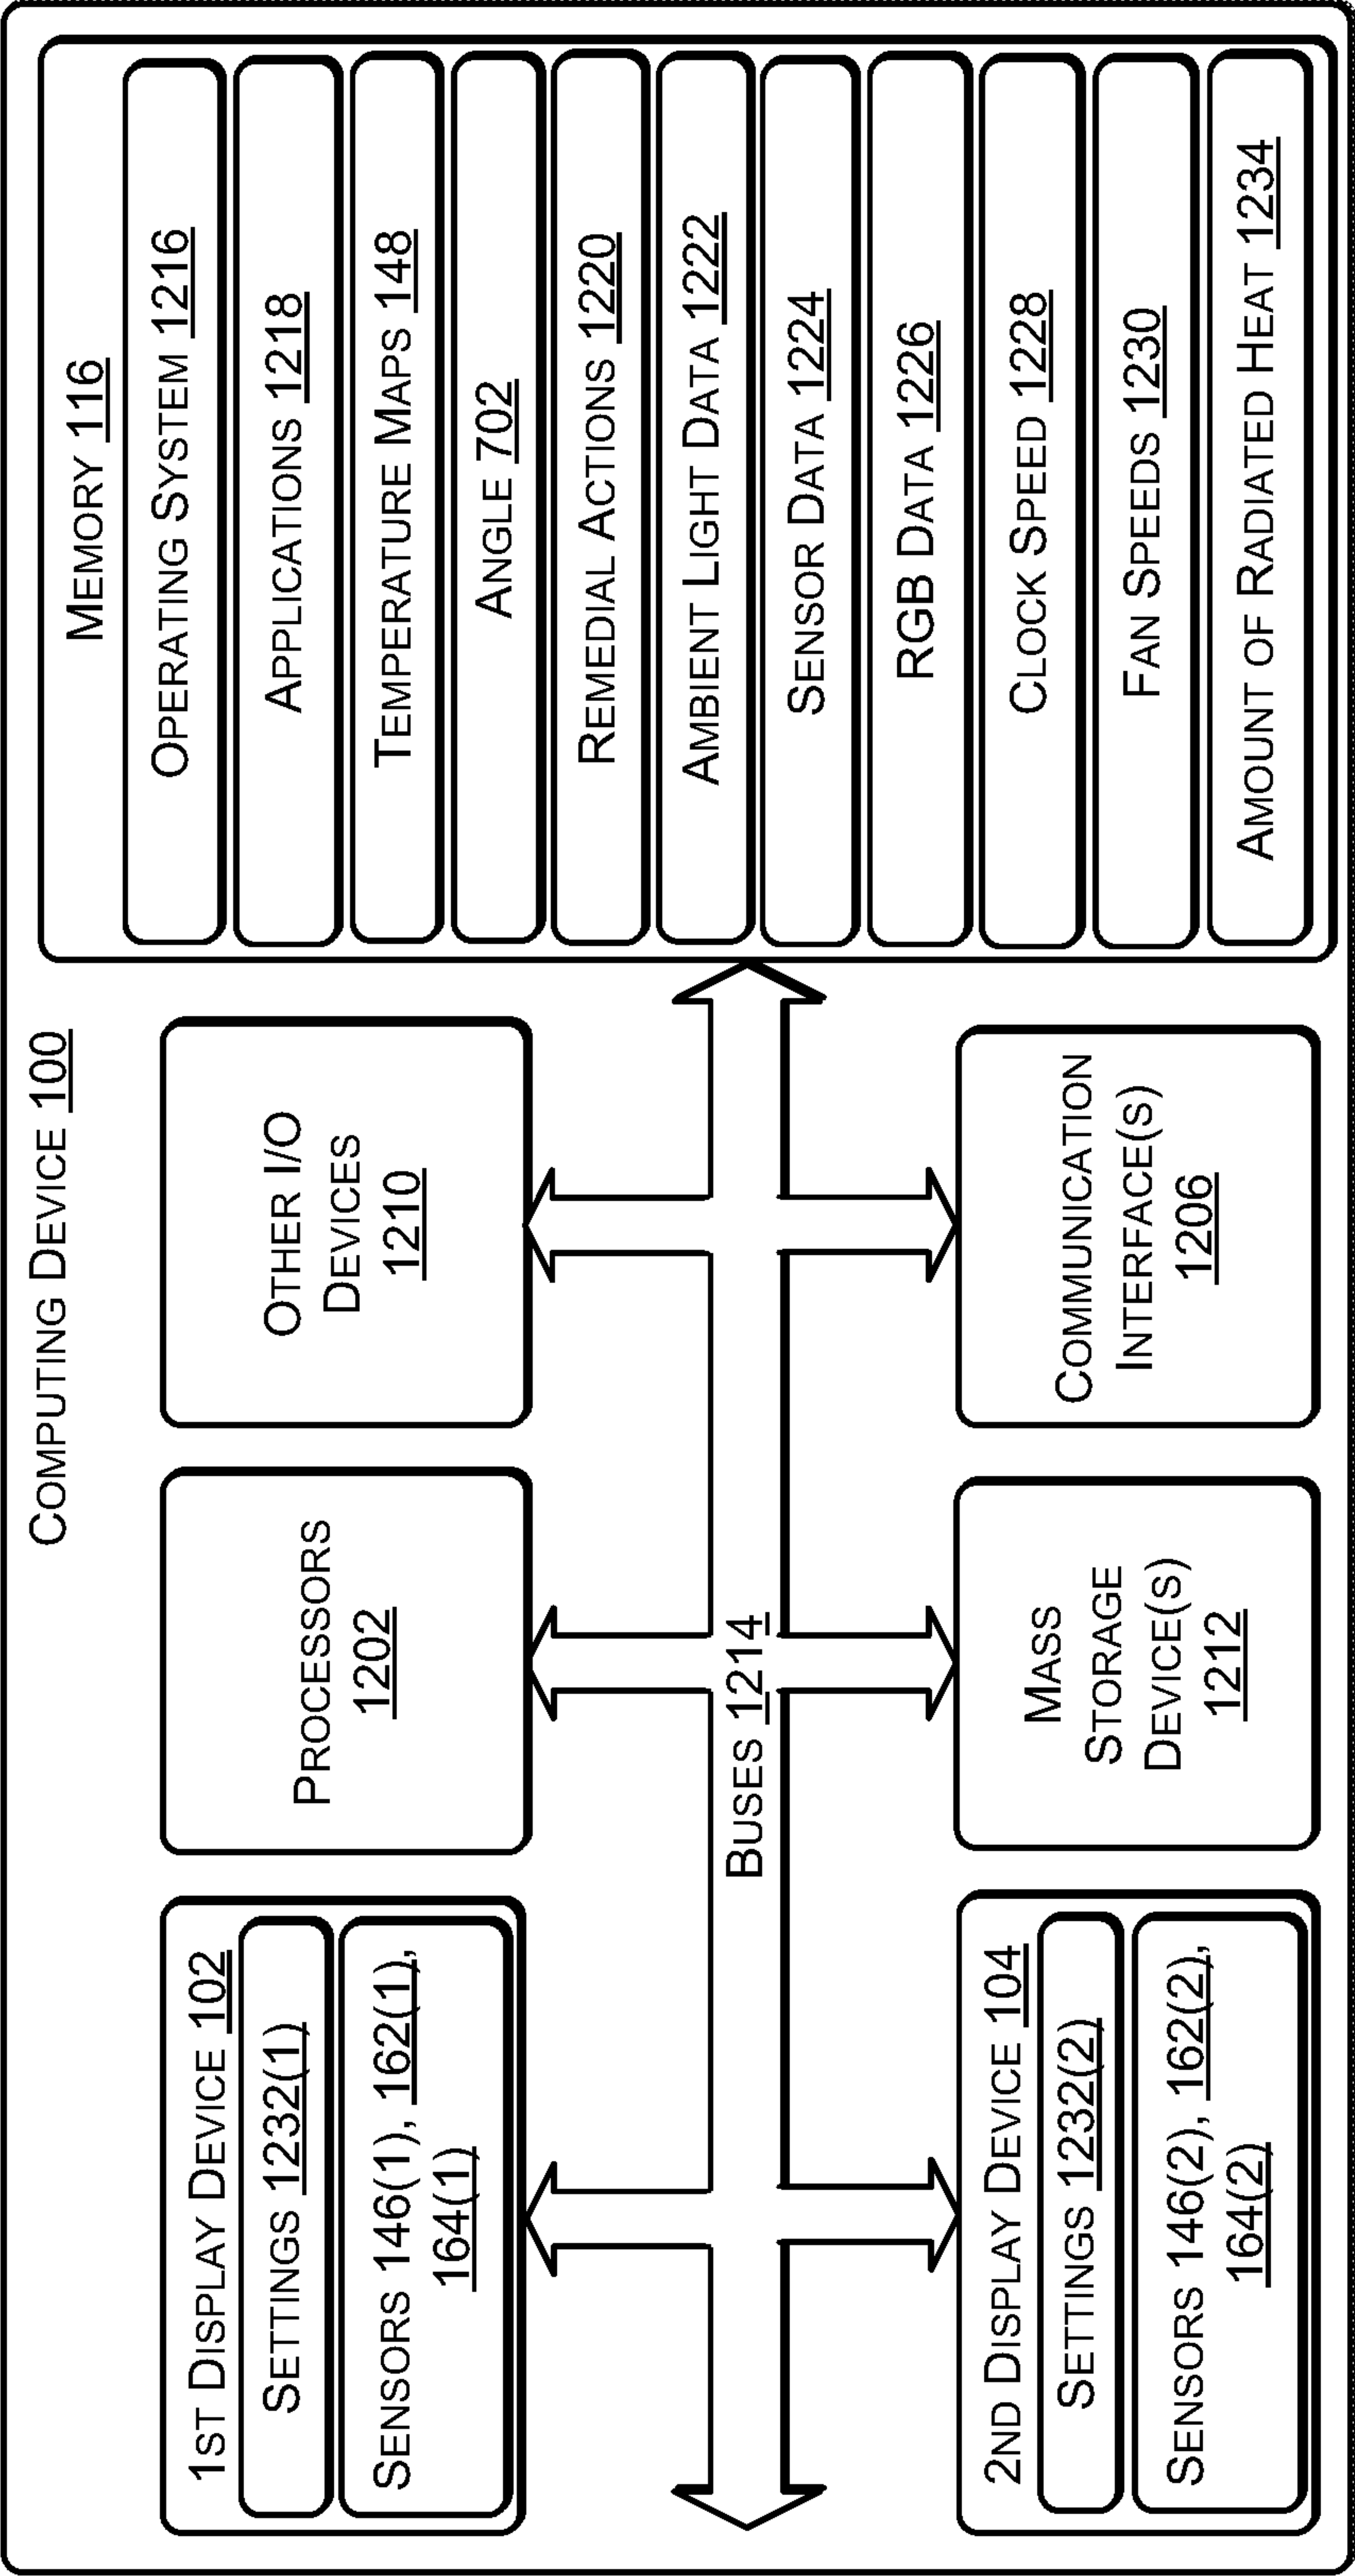 COMPUTING DEVICE 100
1ST DISPLAY DEVICE 102
SETTINGS 1232(1)
SENSORS 146(1), 162(1),
164(1)
PROCESSORS
1202
OTHER I/O
DEVICES
1210
BUSES 1214
2ND DISPLAY DEVICE 104
SETTINGS 1232(2)
SENSORS 146(2), 162(2),
164(2)
MASS
STORAGE
DEVICE(S)
1212
COMMUNICATION
INTERFACE(S)
1206
MEMORY 116
OPERATING SYSTEM 1216
APPLICATIONS 1218
TEMPERATURE MAPS 148
ANGLE 702
REMEDIAL ACTIONS 1220
AMBIENT LIGHT DATA 1222
SENSOR DATA 1224
RGB DATA 1226
CLOCK SPEED 1228
FAN SPEEDS 1230
AMOUNT OF RADIATED HEAT 1234